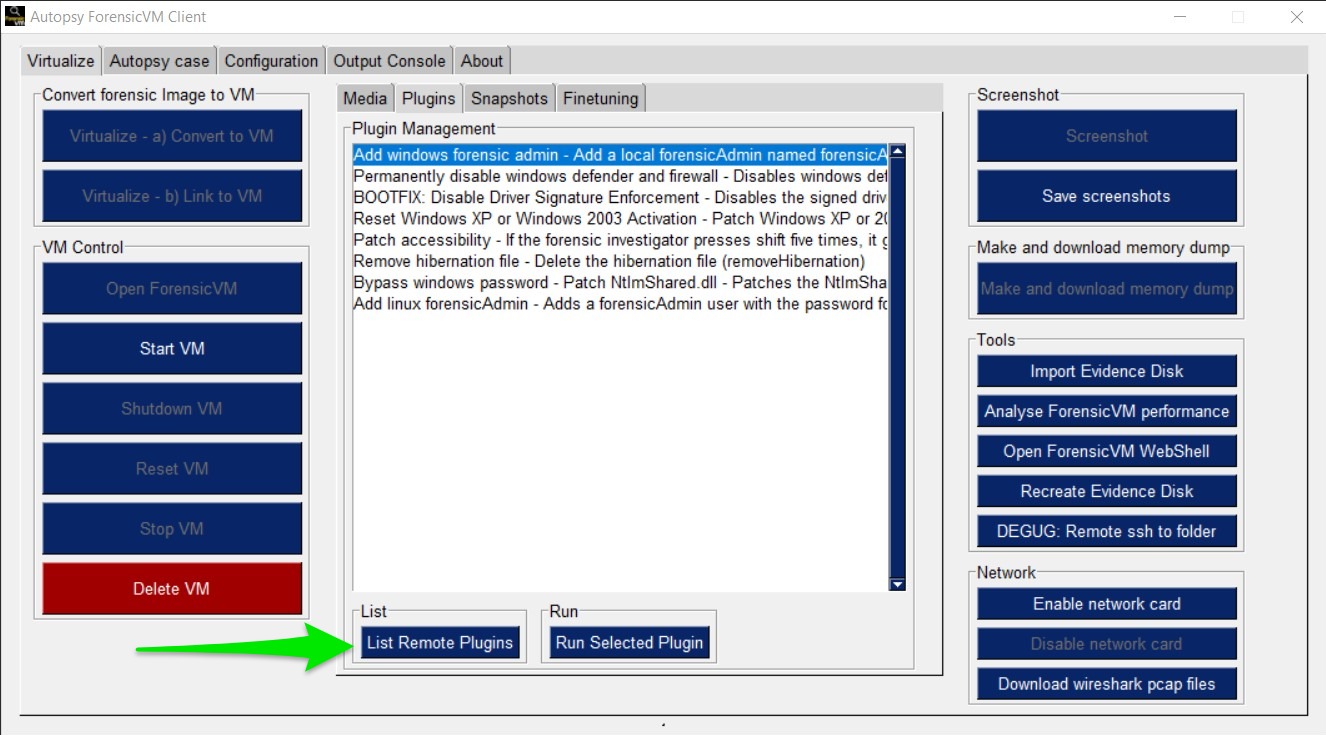 Autopsy ForensicVM Client
Virtualize Autopsy case Configuration Output Console About
Convert forensic Image to VM
Virtualize - a) Convert to VM
Virtualize - b) Link to VM
VM Control
Open ForensicVM
Start VM
Shutdown VM
Reset VM
Stop VM
Delete VM
Media Plugins Snapshots Finetuning
Plugin Management
Add windows forensic admin - Add a local forensicAdmin named forensicA
Permanently disable windows defender and firewall - Disables windows def
BOOTFIX: Disable Driver Signature Enforcement - Disables the signed driv
Reset Windows XP or Windows 2003 Activation - Patch Windows XP or 20
Patch accessibility - If the forensic investigator presses shift five times, it g
Remove hibernation file - Delete the hibernation file (removeHibernation)
Bypass windows password - Patch NtlmShared.dll - Patches the NtlmSha
Add linux forensicAdmin - Adds a forensicAdmin user with the password fo
List
List Remote Plugins
Run
Run Selected Plugin
Screenshot
Screenshot
Save screenshots
Make and download memory dump
Make and download memory dump
Tools
Import Evidence Disk
Analyse ForensicVM performance
Open ForensicVM WebShell
Recreate Evidence Disk
DEGUG: Remote ssh to folder
Network
Enable network card
Disable network card
Download wireshark pcap files